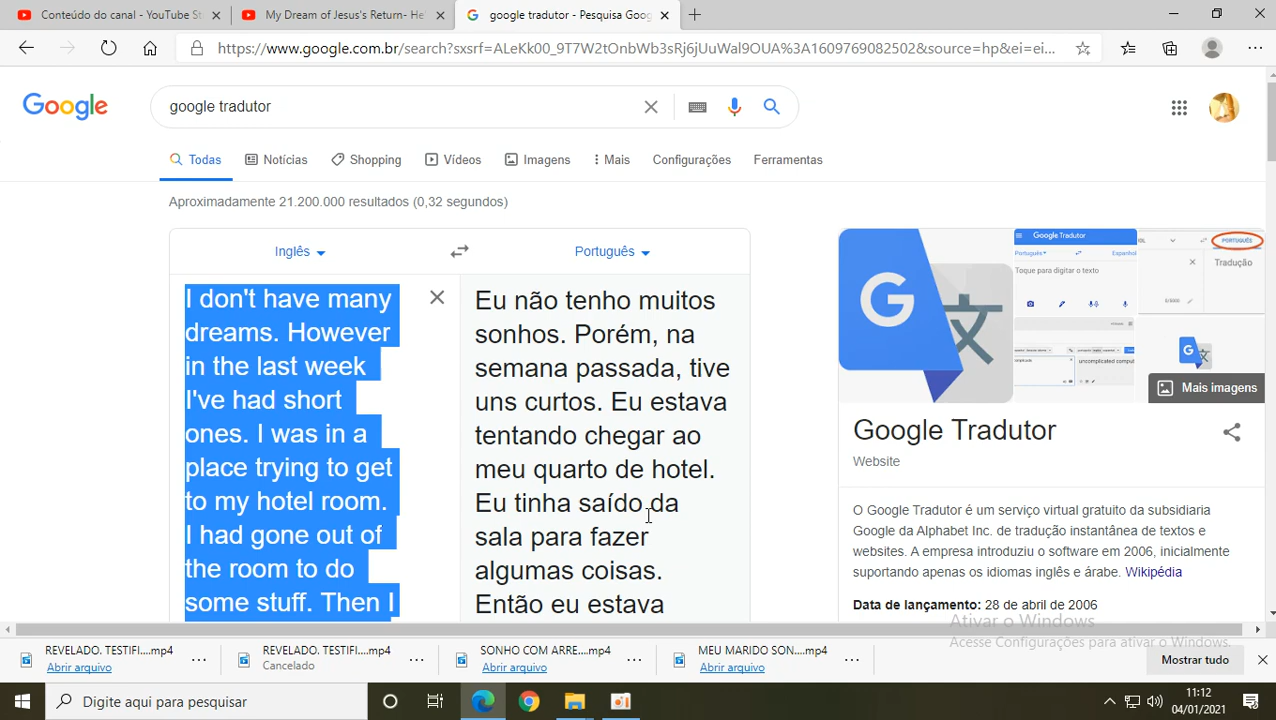 Conteúdo do canal - YouTube St
My Dream of Jesus's Return- He
google tradutor - Pesquisa Goog
https://www.google.com.br/search?sxsrf=ALeKk00_9T7W2tOnbWb3sRj6jUuWal9OUA%3A1609769082502&source=hp&ei=ei...
Google
google tradutor
Todas
Notícias
Shopping
Vídeos
Imagens
Mais
Configurações
Ferramentas
Aproximadamente 21.200.000 resultados (0,32 segundos)
Inglês
Português
I don't have many
dreams. However
in the last week
I've had short
ones. I was in a
place trying to get
to my hotel room.
I had gone out of
the room to do
some stuff. Then I
Eu não tenho muitos
sonhos. Porém, na
semana passada, tive
uns curtos. Eu estava
tentando chegar ao
meu quarto de hotel.
Eu tinha saído da
sala para fazer
algumas coisas.
Então eu estava
G
文
Google Tradutor
Português
Espanhol
Toque para digitar o texto
PORTUGUÊS
Tradução
Mais imagens
Google Tradutor
Website
O Google Tradutor é um serviço virtual gratuito da subsidiaria
Google da Alphabet Inc. de tradução instantânea de textos e
websites. A empresa introduziu o software em 2006, inicialmente
suportando apenas os idiomas inglês e árabe. Wikipédia
Data de lançamento: 28 de abril de 2006
Ativar o Windows
Acesse Configurações para ativar o Windows.
REVELADO. TESTIFI....mp4
Abrir arquivo
REVELADO. TESTIFI....mp4
Cancelado
SONHO COM ARRE....mp4
Abrir arquivo
MEU MARIDO SON....mp4
Abrir arquivo
Mostrar tudo
Digite aqui para pesquisar
11:12
04/01/2021